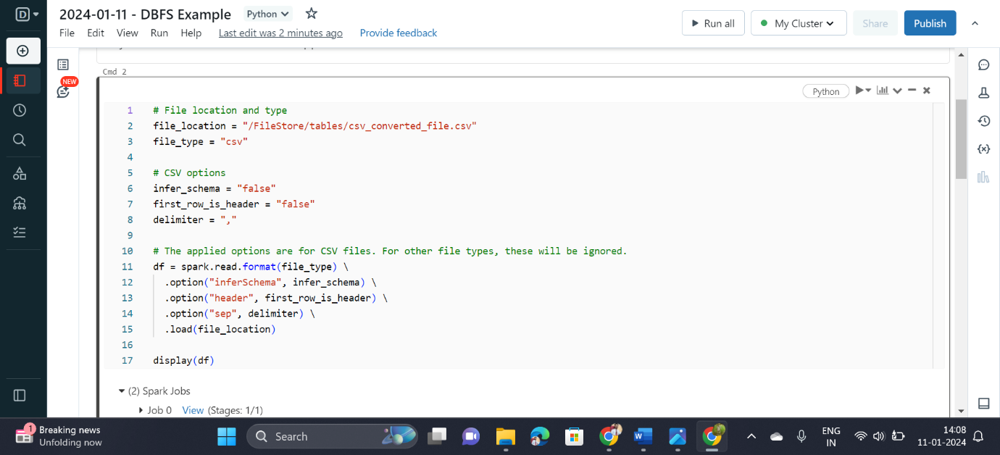 2024-01-11 - DBFS Example Python
File Edit View Run Help Last edit was 2 minutes ago Provide feedback
Run all My Cluster Share Publish
D
NEW
Cmd 2
Python
1 # File location and type
2 file_location = "/FileStore/tables/csv_converted_file.csv"
3 file_type = "csv"
4
5 # CSV options
6 infer_schema = "false"
7 first_row_is_header = "false"
8 delimiter = ","
9
10 # The applied options are for CSV files. For other file types, these will be ignored.
11 df = spark.read.format(file_type) \
12 .option("inferSchema", infer_schema) \
13 .option("header", first_row_is_header) \
14 .option("sep", delimiter) \
15 .load(file_location)
16
17 display(df)
(2) Spark Jobs
Job 0 View (Stages: 1/1)
1 Breaking news
Unfolding now
Search
ENG
IN
14:08
11-01-2024